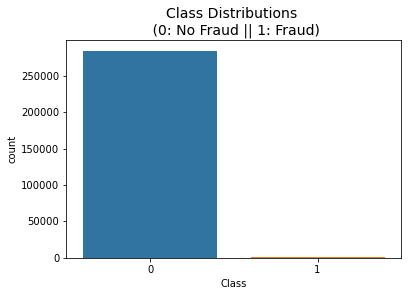 Class Distributions
(0: No Fraud || 1: Fraud)
250000
200000
150000
100000
50000
0
count
0 1
Class